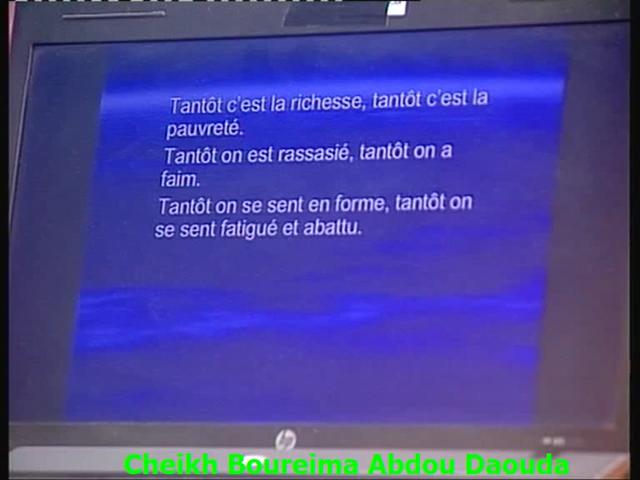 Tantôt c'est la richesse, tantôt c'est la
pauvreté.
Tantôt on est rassasié, tantôt on a
faim.
Tantôt on se sent en forme, tantôt on
se sent fatigué et abattu.
hp
Cheikh Boureima Abdou Daouda